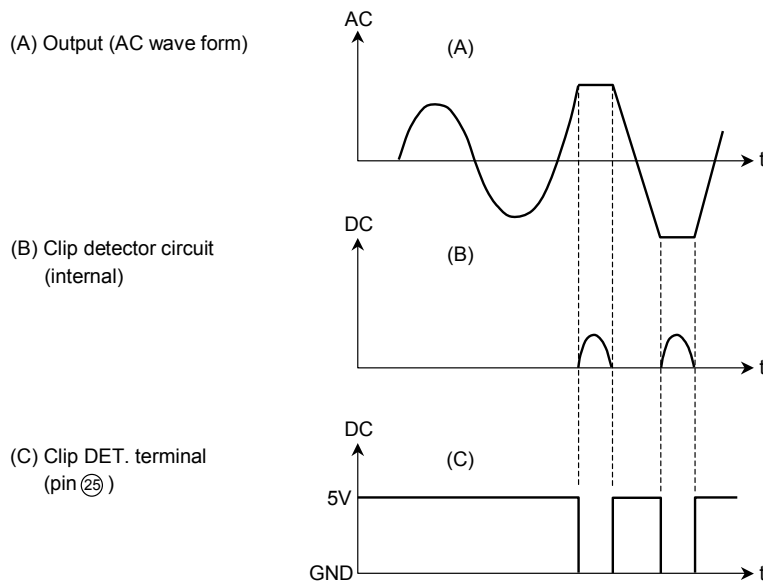 (A) Output (AC wave form)
AC
(A)
t
(B) Clip detector circuit
(internal)
DC
(B)
t
(C) Clip DET. terminal
(pin ㉕ )
DC
(C)
5V
GND
t